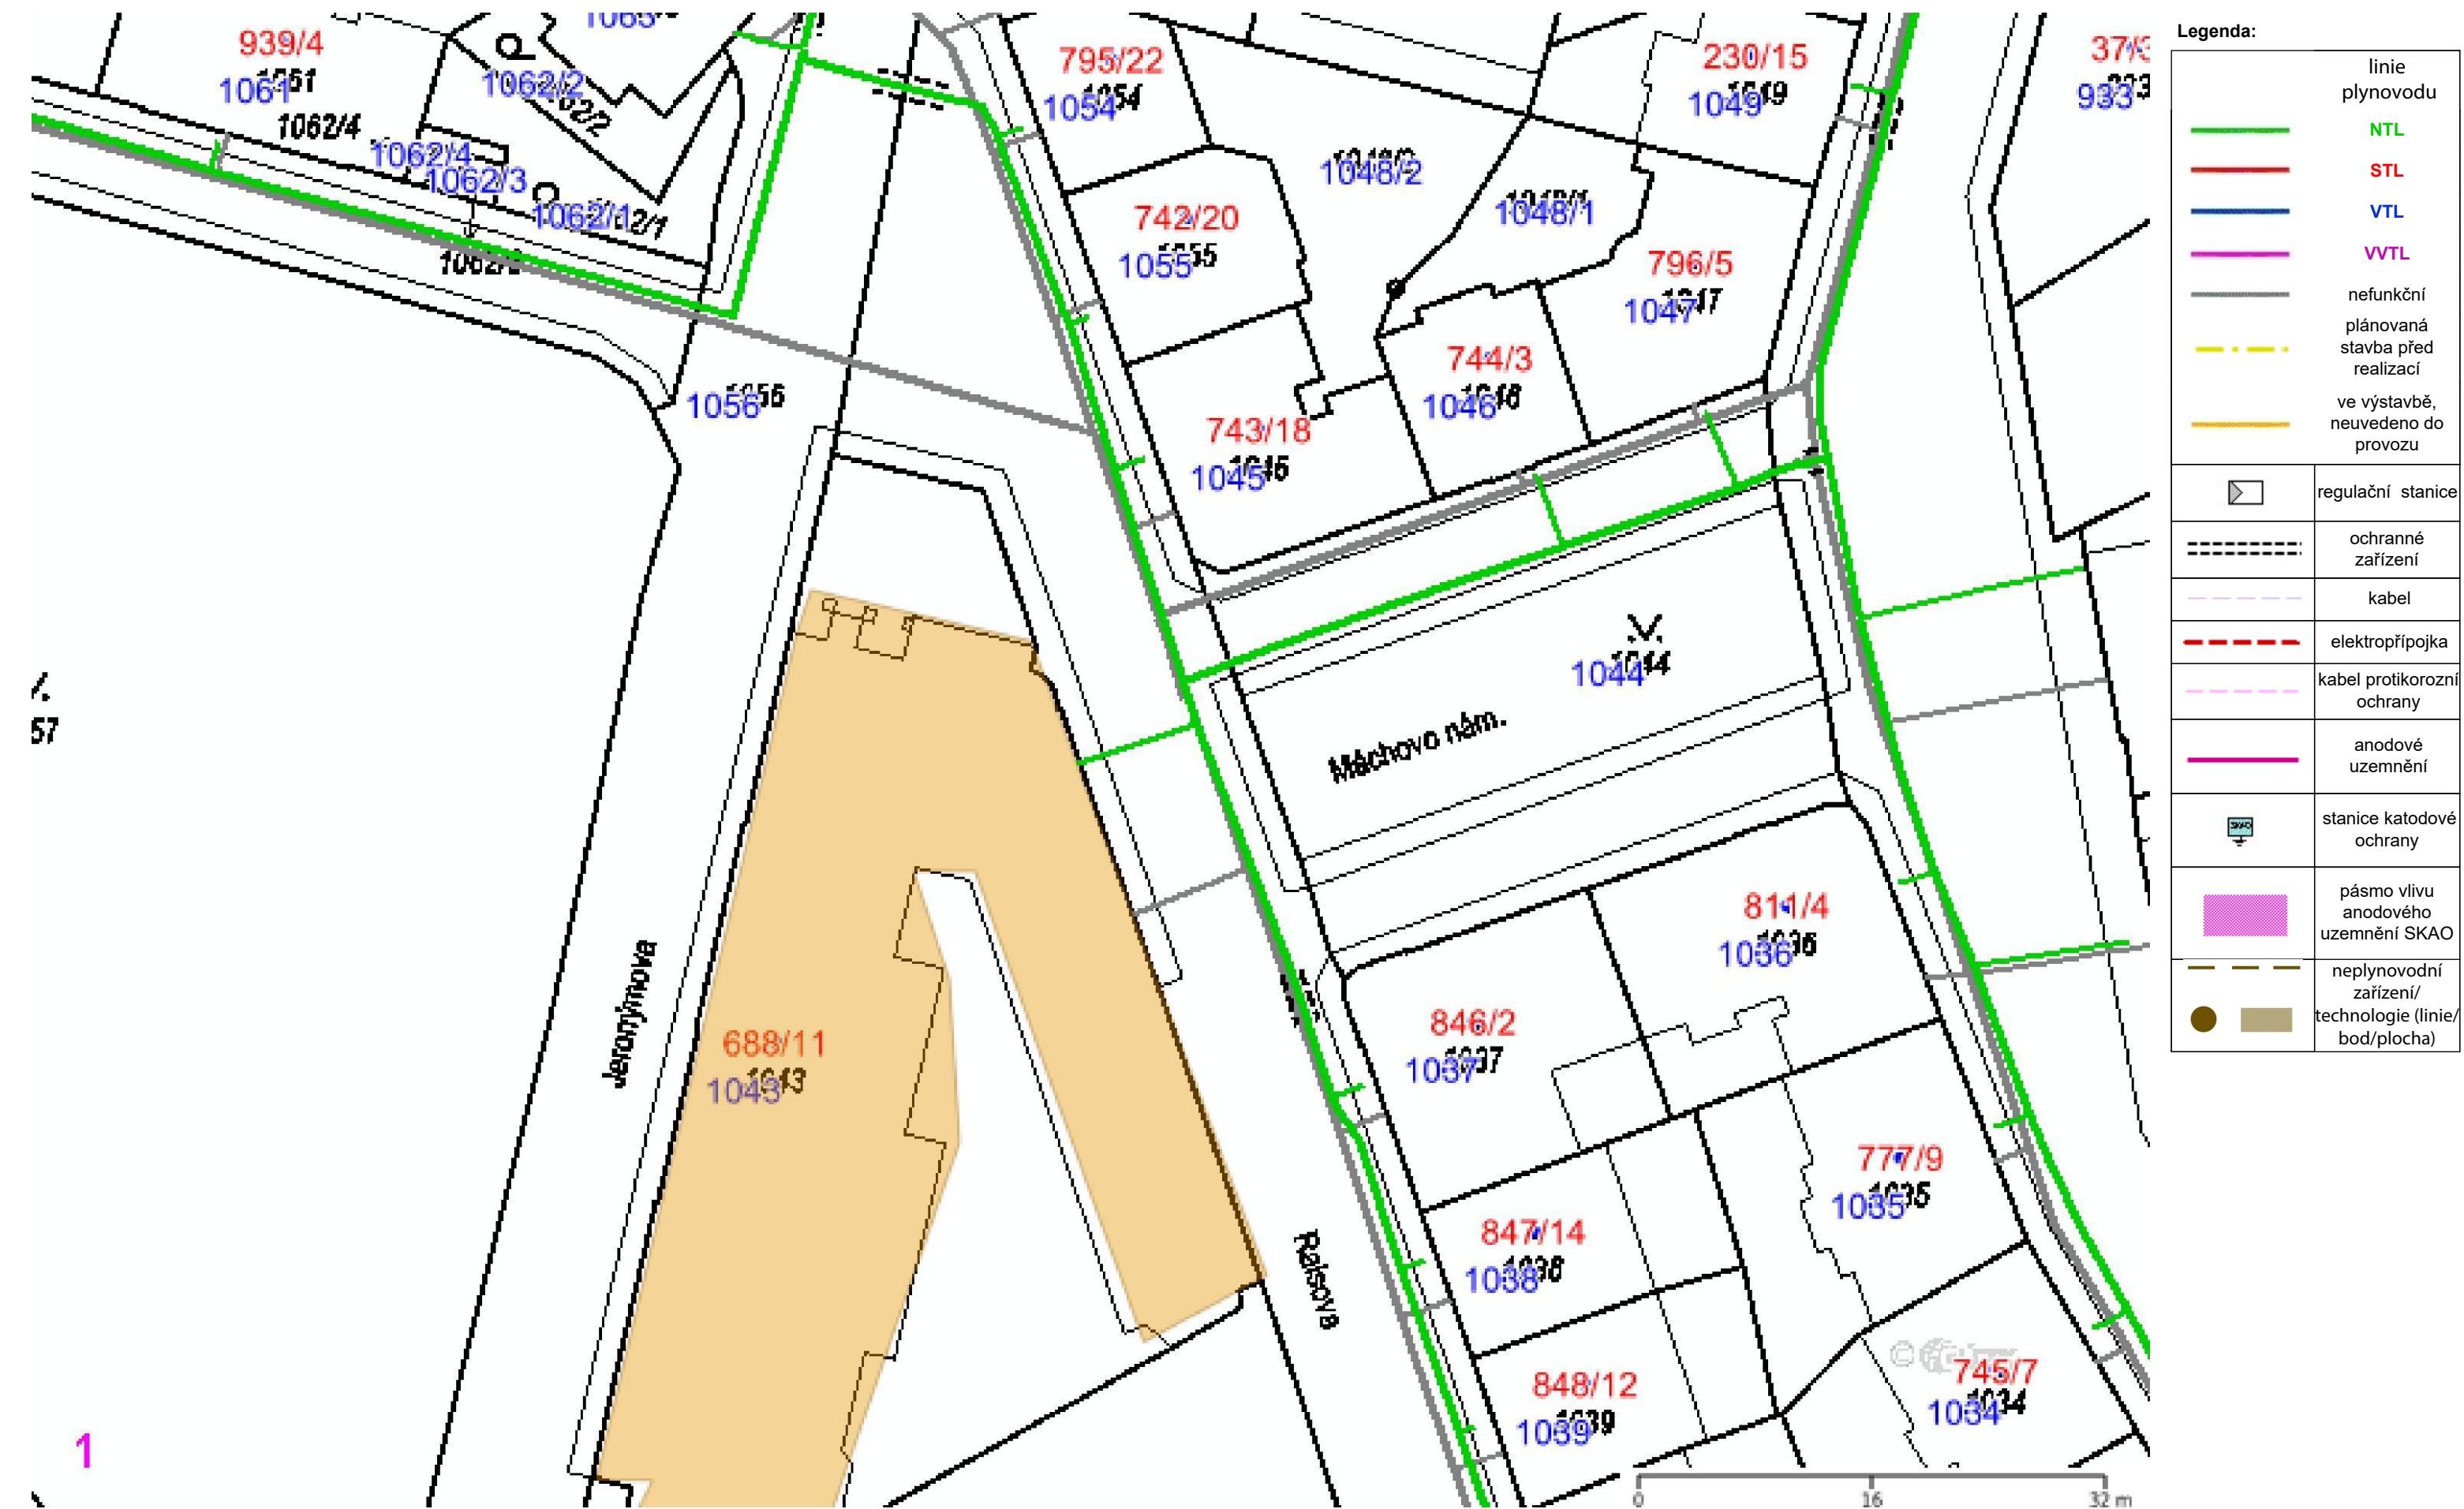 939/4
1061
1062/4
1062/2
1062/4
1062/3
1062/1
1056
795/22
1054
742/20
1055
743/18
1045
1048/2
1048/1
230/15
1049
796/5
1047
744/3
1046
933
57
1044
Máchovo nám.
Jeronýmova
688/11
1043
Reisova
811/4
1036
846/2
1037
777/9
1035
847/14
1038
848/12
1039
745/7
1034
1
0 16 32 m
Legenda:
linie
plynovodu
NTL
STL
VTL
VVTL
nefunkční
plánovaná
stavba před
realizací
ve výstavbě,
neuvedeno do
provozu
regulační stanice
ochranné
zařízení
kabel
elektropřípojka
kabel protikorozní
ochrany
anodové
uzemnění
SKAO
stanice katodové
ochrany
pásmo vlivu
anodového
uzemnění SKAO
neplynovodní
zařízení/
technologie (linie/
bod/plocha)